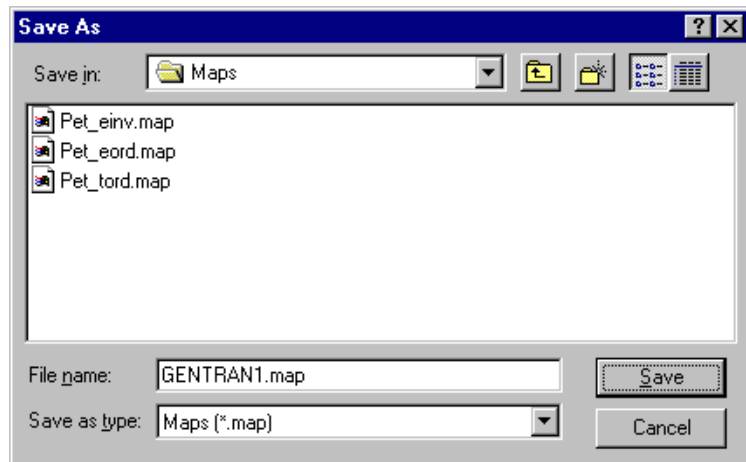 Save As
Save in: Maps
Pet_einv.map
Pet_eord.map
Pet_tord.map
File name: GENTRAN1.map Save
Save as type: Maps (*.map) Cancel